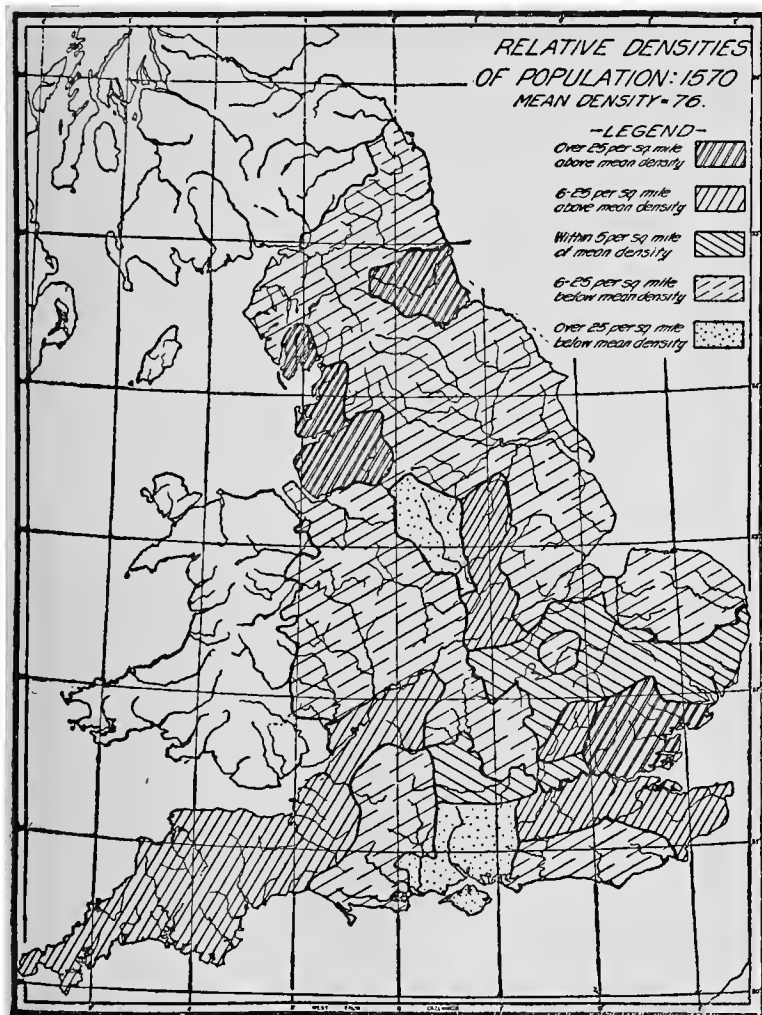 RELATIVE DENSITIES
OF POPULATION: 1570
MEAN DENSITY=76.
-LEGEND-
Over 25 per sq mile
above mean density
6-25 per sq mile
above mean density
Within 5 per sq mile
of mean density
6-25 per sq mile
below mean density
Over 25 per sq mile
below mean density